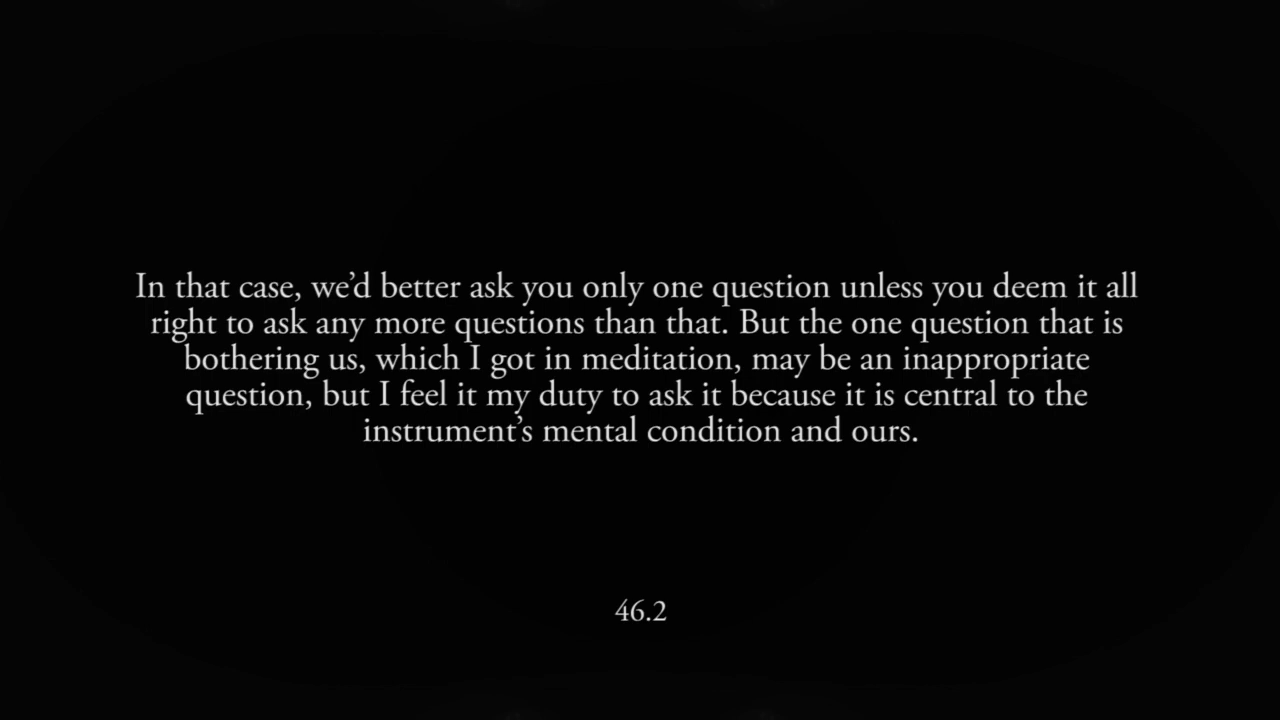 In that case, we’d better ask you only one question unless you deem it all
right to ask any more questions than that. But the one question that is
bothering us, which I got in meditation, may be an inappropriate
question, but I feel it my duty to ask it because it is central to the
instrument’s mental condition and ours.
46.2